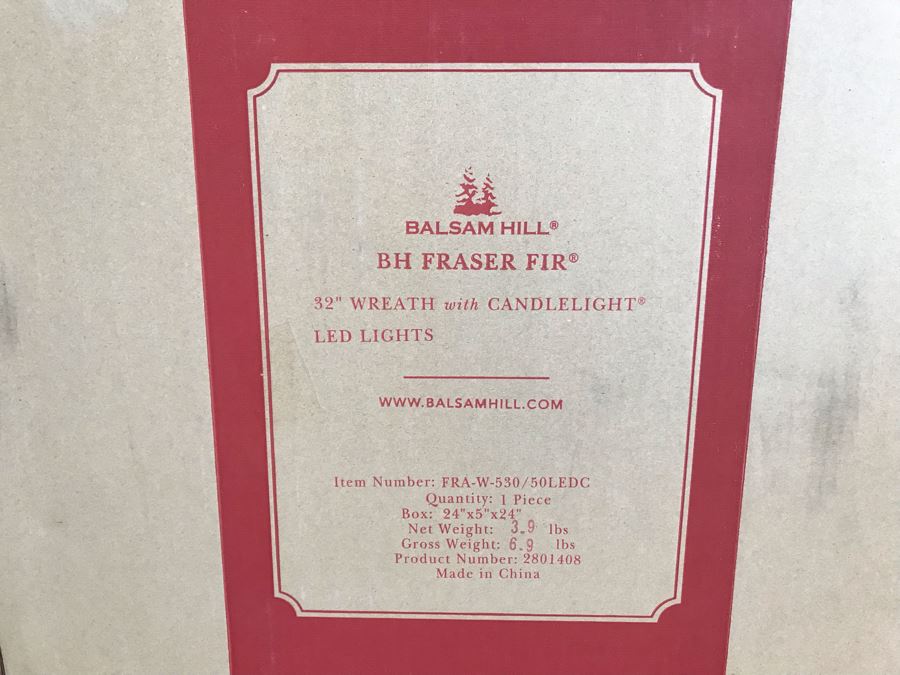 BALSAM HILL®
BH FRASER FIR®
32" WREATH with CANDLELIGHT®
LED LIGHTS
WWW.BALSAMHILL.COM
Item Number: FRA-W-530/50LEDC
Quantity: 1 Piece
Box: 24"x5"x24"
Net Weight: 3.9 lbs
Gross Weight: 6.9 lbs
Product Number: 2801408
Made in China